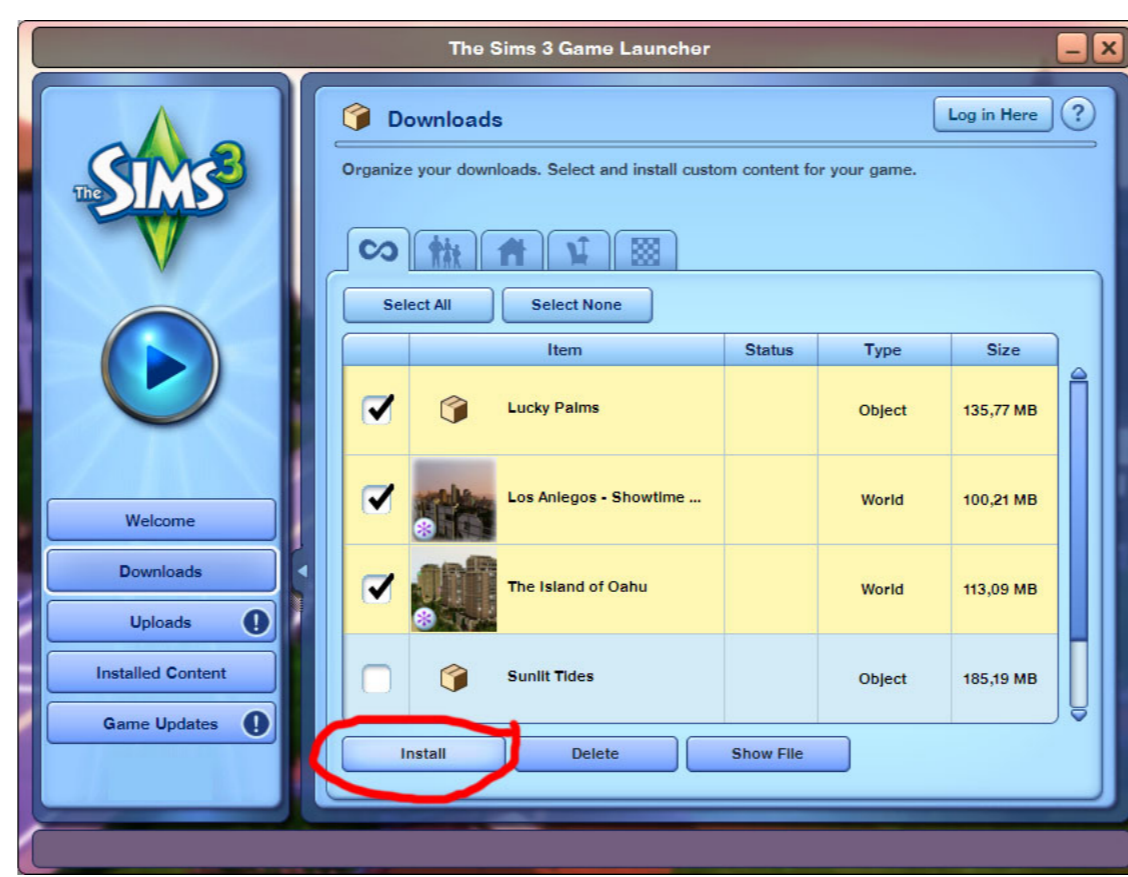 The Sims 3 Game Launcher
The SIMS 3
Welcome
Downloads
Uploads
Installed Content
Game Updates
Downloads
Log in Here ?
Organize your downloads. Select and install custom content for your game.
Select All Select None
Item Status Type Size
Lucky Palms Object 135,77 MB
Los Aniegos - Showtime ... World 100,21 MB
The Island of Oahu World 113,09 MB
Sunlit Tides Object 185,19 MB
Install Delete Show File